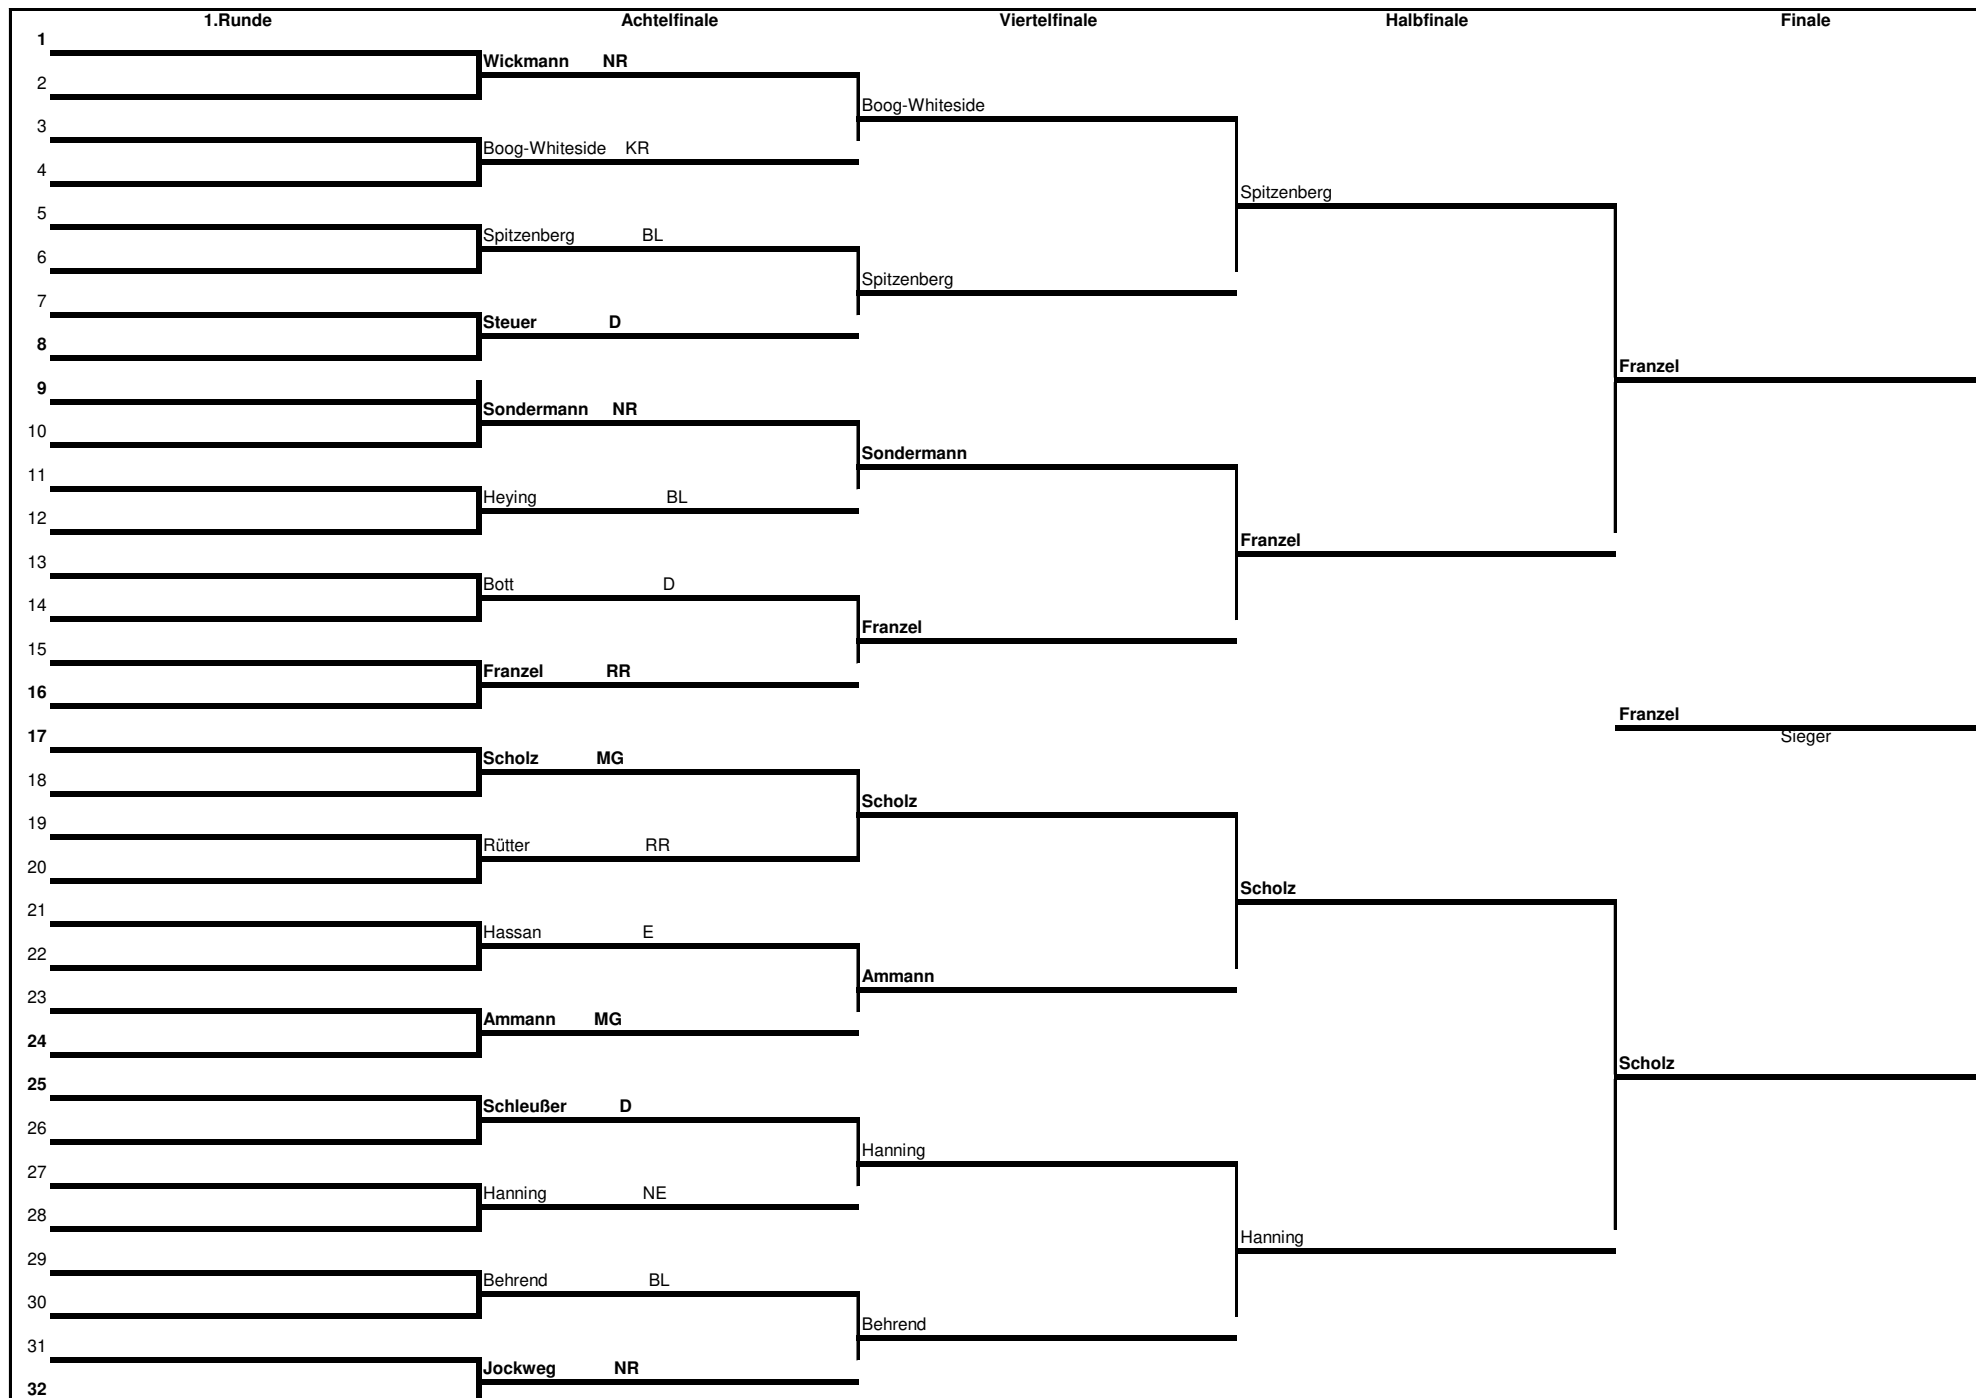 1.Runde Achtelfinale Viertelfinale Halbfinale Finale
1
Wickmann NR
2
Boog-Whiteside
3
Boog-Whiteside KR
4
Spitzenberg
5
Spitzenberg BL
6
Spitzenberg
7
Steuer D
8
Franzel
9
Sondermann NR
10
Sondermann
11
Heying BL
12
Franzel
13
Bott D
14
Franzel
15
Franzel RR
16
Franzel
17
Sieger
Scholz MG
18
Scholz
19
Rütter RR
20
Scholz
21
Hassan E
22
Ammann
23
Ammann MG
24
Scholz
25
Schleußer D
26
Hanning
27
Hanning NE
28
Hanning
29
Behrend BL
30
Behrend
31
Jockweg NR
32